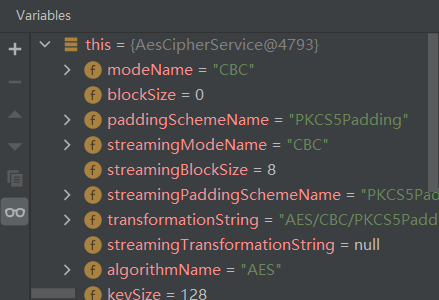 Variables
this = {AesCipherService@4793}
f modeName = "CBC"
f blockSize = 0
f paddingSchemeName = "PKCS5Padding"
f streamingModeName = "CBC"
f streamingBlockSize = 8
f streamingPaddingSchemeName = "PKCS5Pad
f transformationString = "AES/CBC/PKCS5Padd
f streamingTransformationString = null
f algorithmName = "AES"
f keySize = 128